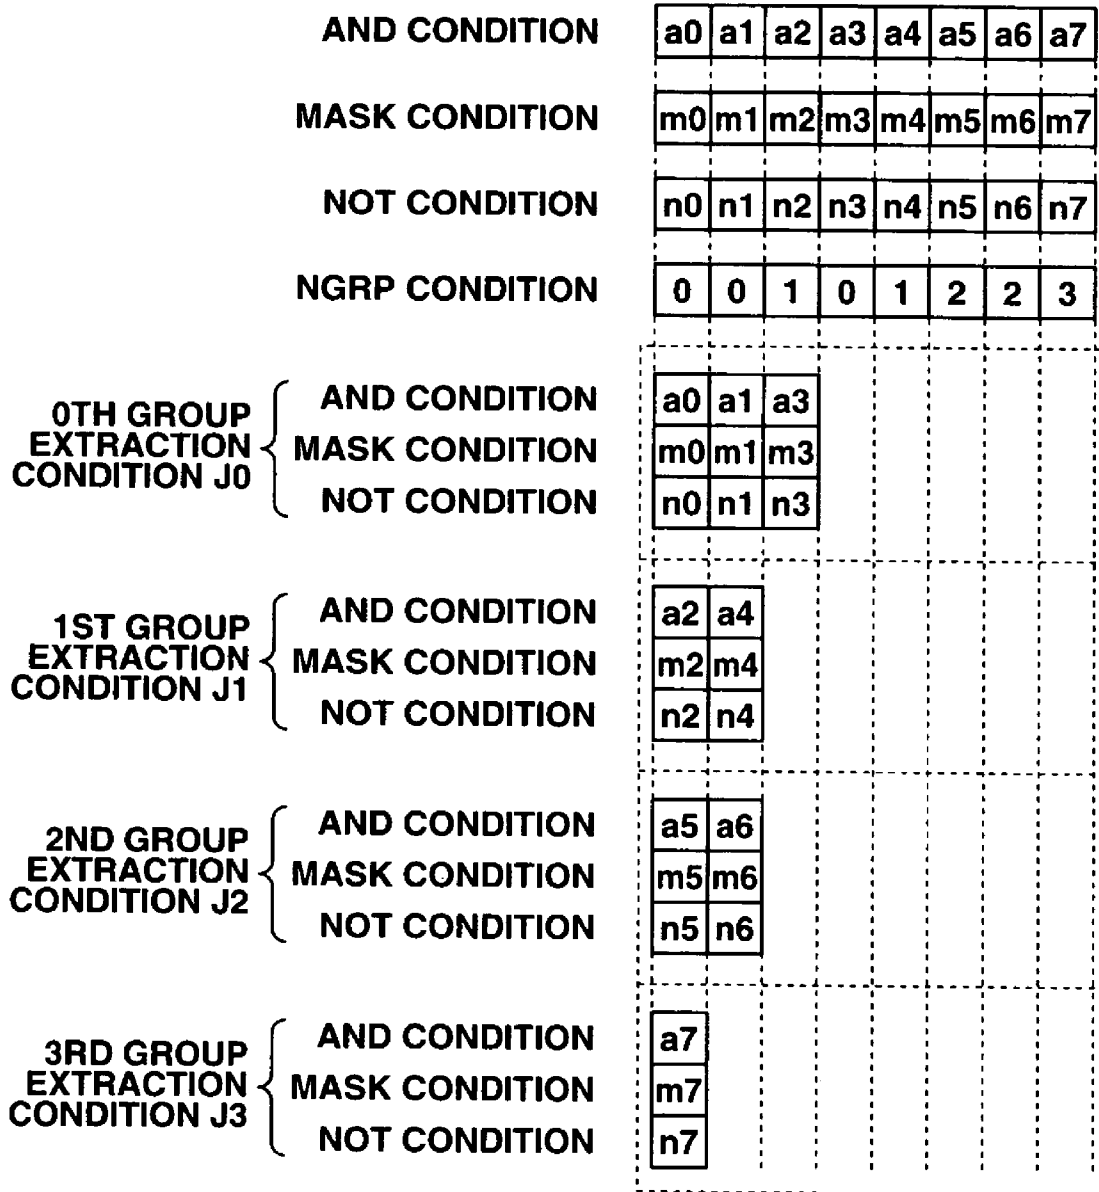 AND CONDITION a0 a1 a2 a3 a4 a5 a6 a7
MASK CONDITION m0 m1 m2 m3 m4 m5 m6 m7
NOT CONDITION n0 n1 n2 n3 n4 n5 n6 n7
NGRP CONDITION 0 0 1 0 1 2 2 3
0TH GROUP
EXTRACTION
CONDITION J0
AND CONDITION a0 a1 a3
MASK CONDITION m0 m1 m3
NOT CONDITION n0 n1 n3
1ST GROUP
EXTRACTION
CONDITION J1
AND CONDITION a2 a4
MASK CONDITION m2 m4
NOT CONDITION n2 n4
2ND GROUP
EXTRACTION
CONDITION J2
AND CONDITION a5 a6
MASK CONDITION m5 m6
NOT CONDITION n5 n6
3RD GROUP
EXTRACTION
CONDITION J3
AND CONDITION a7
MASK CONDITION m7
NOT CONDITION n7